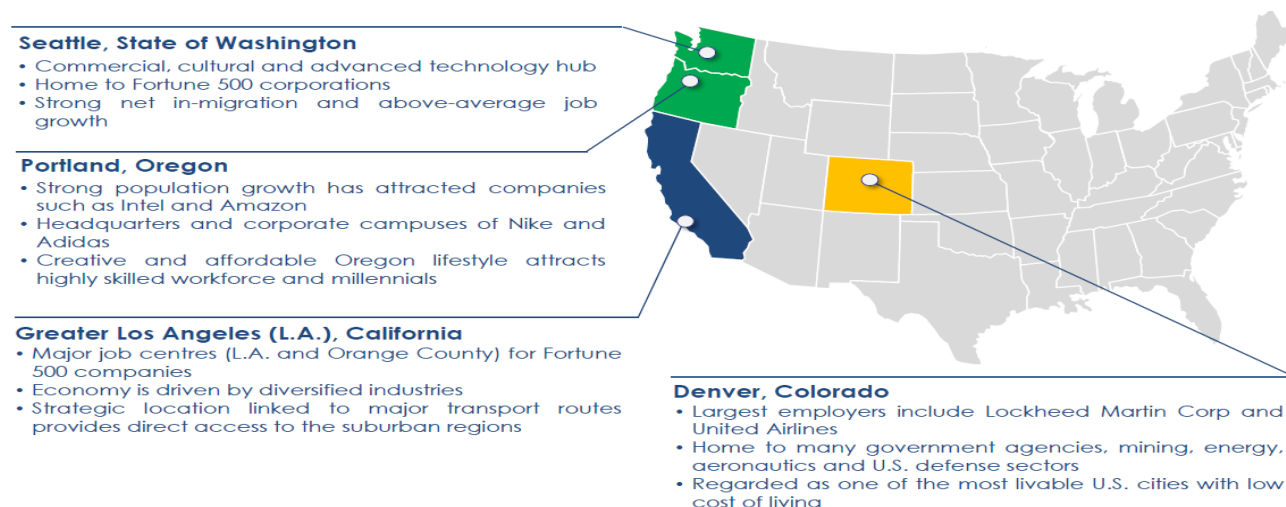 Seattle, State of Washington
• Commercial, cultural and advanced technology hub
• Home to Fortune 500 corporations
• Strong net in-migration and above-average job
growth
Portland, Oregon
• Strong population growth has attracted companies
such as Intel and Amazon
• Headquarters and corporate campuses of Nike and
Adidas
• Creative and affordable Oregon lifestyle attracts
highly skilled workforce and millennials
Greater Los Angeles (L.A.), California
• Major job centres (L.A. and Orange County) for Fortune
500 companies
• Economy is driven by diversified industries
• Strategic location linked to major transport routes
provides direct access to the suburban regions
Denver, Colorado
• Largest employers include Lockheed Martin Corp and
United Airlines
• Home to many government agencies, mining, energy,
aeronautics and U.S. defense sectors
• Regarded as one of the most livable U.S. cities with low
cost of living